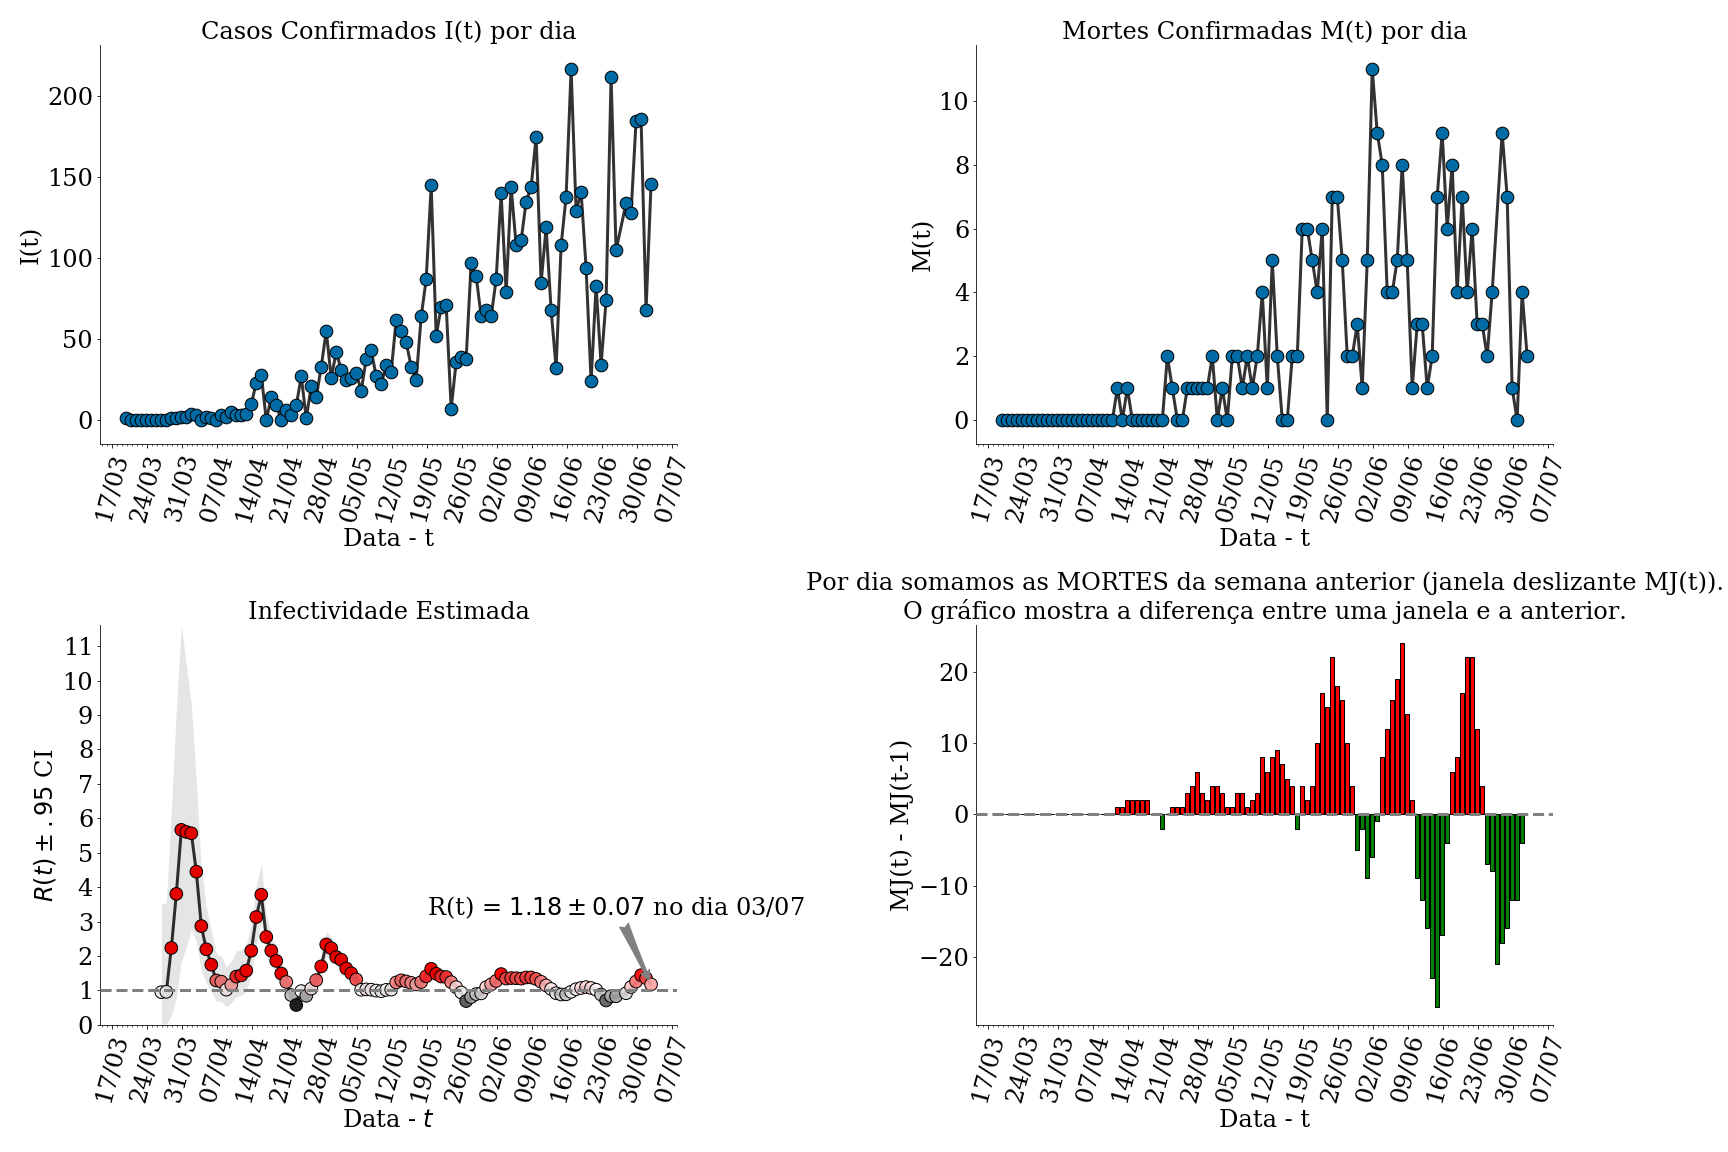 Casos Confirmados I(t) por dia
I(t)
200
150
100
50
0
17/03 24/03 31/03 07/04 14/04 21/04 28/04 05/05 12/05 19/05 26/05 02/06 09/06 16/06 23/06 30/06 07/07
Data - t
Mortes Confirmadas M(t) por dia
M(t)
10
8
6
4
2
0
17/03 24/03 31/03 07/04 14/04 21/04 28/04 05/05 12/05 19/05 26/05 02/06 09/06 16/06 23/06 30/06 07/07
Data - t
Infectividade Estimada
R(t) ± .95 CI
11
10
9
8
7
6
5
4
3
2
1
0
R(t) = 1.18 ± 0.07 no dia 03/07
17/03 24/03 31/03 07/04 14/04 21/04 28/04 05/05 12/05 19/05 26/05 02/06 09/06 16/06 23/06 30/06 07/07
Data - t
Por dia somamos as MORTES da semana anterior (janela deslizante MJ(t)).
O gráfico mostra a diferença entre uma janela e a anterior.
MJ(t) - MJ(t-1)
20
10
0
−10
−20
17/03 24/03 31/03 07/04 14/04 21/04 28/04 05/05 12/05 19/05 26/05 02/06 09/06 16/06 23/06 30/06 07/07
Data - t